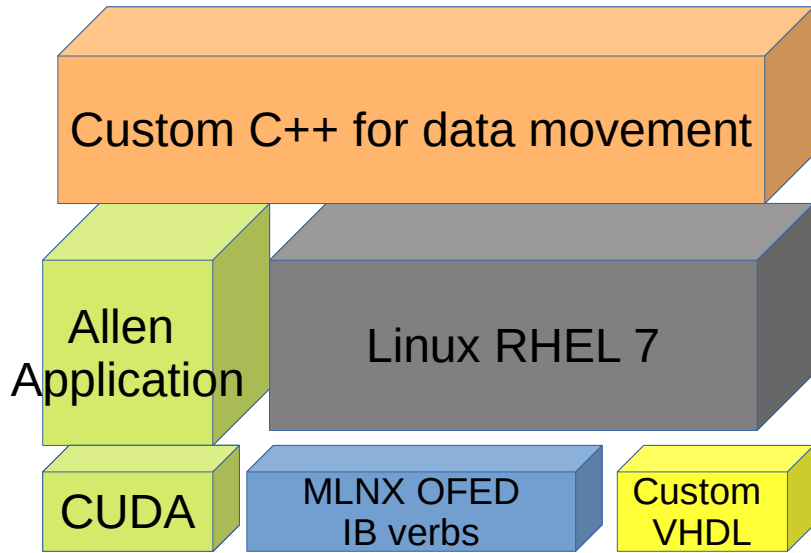 Custom C++ for data movement
Allen
Application
Linux RHEL 7
CUDA
MLNX OFED
IB verbs
Custom
VHDL